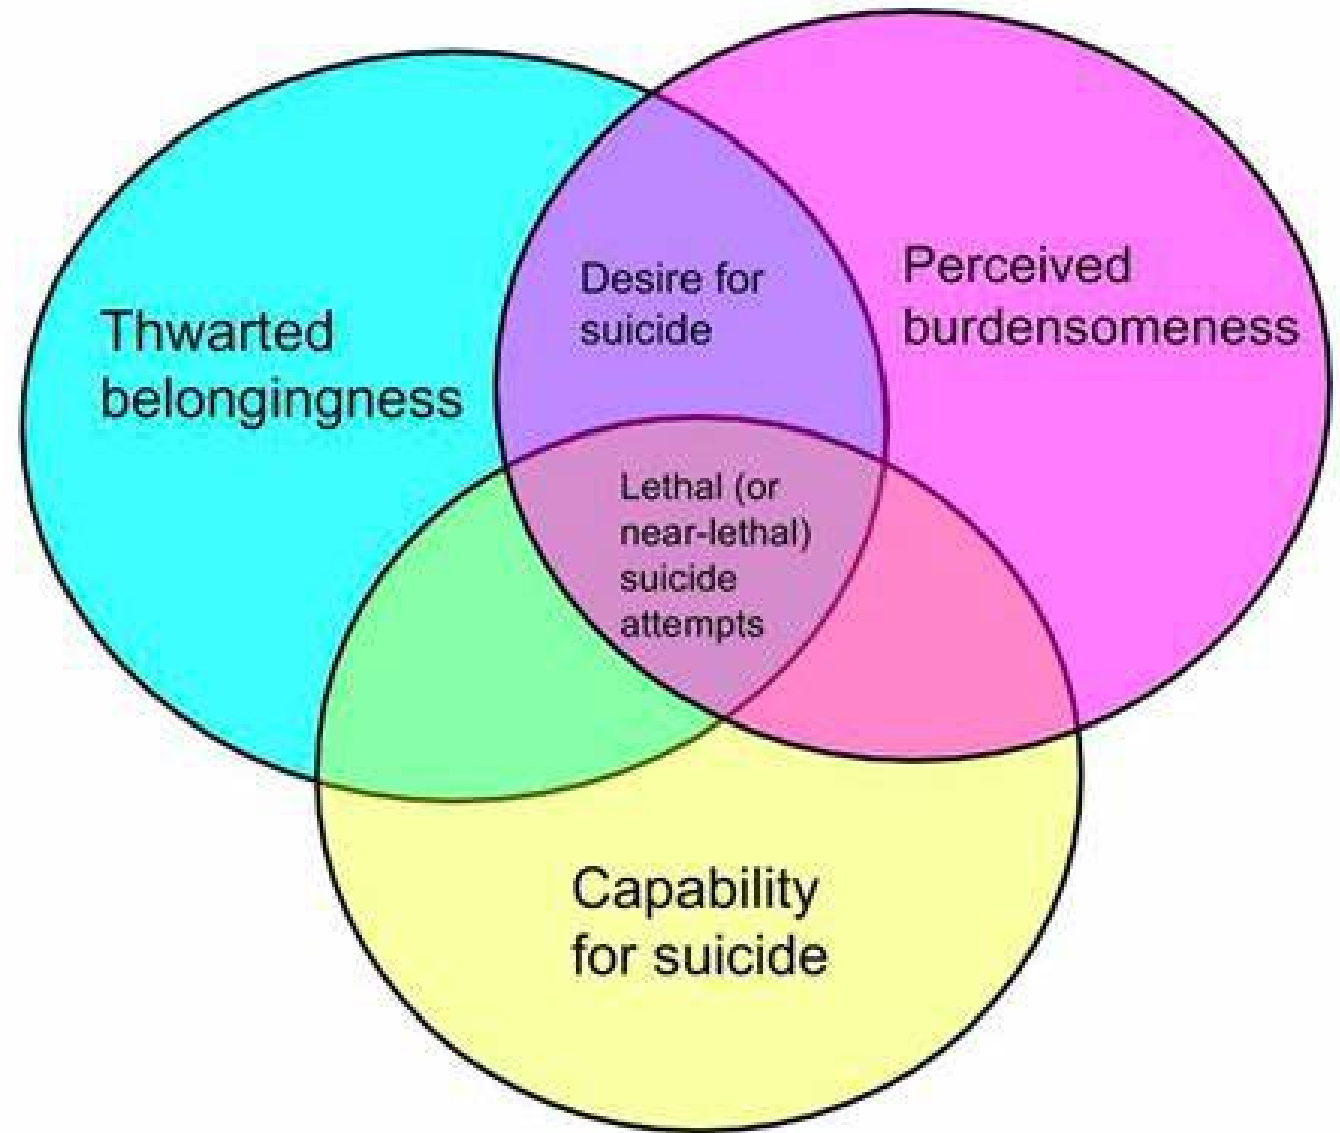 Thwarted
belongingness
Desire for
suicide
Perceived
burdensomeness
Lethal (or
near-lethal)
suicide
attempts
Capability
for suicide